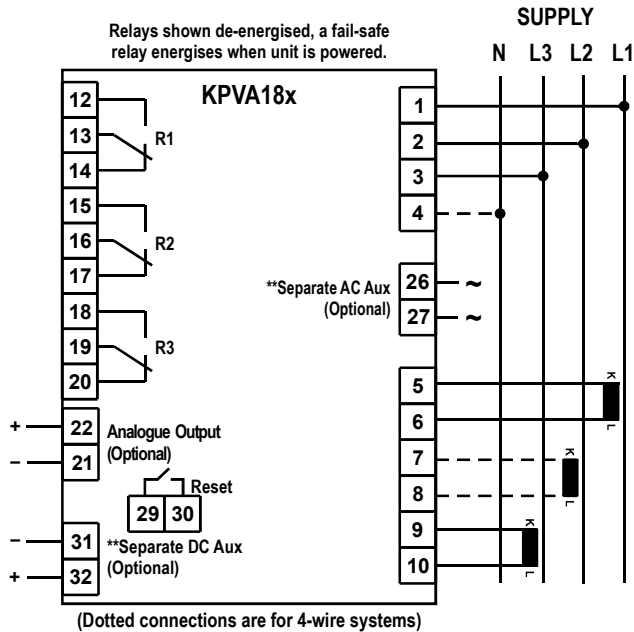 SUPPLY
Relays shown de-energised, a fail-safe
relay energises when unit is powered.
N L3 L2 L1
KPVA18x
12
13
14
R1
15
16
17
R2
18
19
20
R3
+ 22
- 21
Analogue Output
(Optional)
Reset
29 30
- 31
+ 32
**Separate DC Aux
(Optional)
1
2
3
4
**Separate AC Aux
(Optional)
26 ~
27 ~
5
6
K
L
7
8
K
L
9
10
K
L
(Dotted connections are for 4-wire systems)